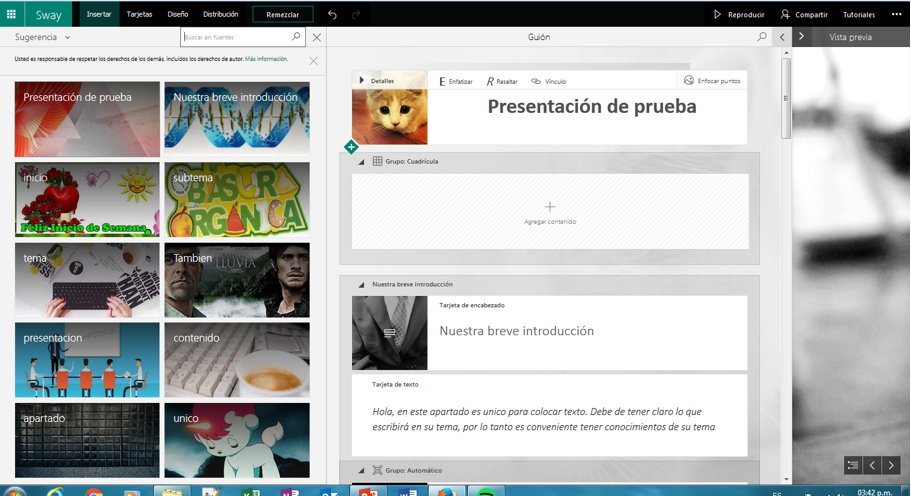 Sway
Insertar
Tarjetas
Diseño
Distribución
Remezclar
Reproducir
Compartir
Tutoriales
Sugerencia
Buscar en fuentes
Guión
Vista previa
Usted es responsable de respetar los derechos de los demás, incluidos los derechos de autor. Más información.
Presentación de prueba
Nuestra breve introducción
inicio
Feliz Inicio de Semana
subtema
BASURA
ORGANICA
tema
Tambien
LLUVIA
presentacion
contenido
apartado
unico
Detalles
E Enfatizar
R Resaltar
Vínculo
Enfocar puntos
Presentación de prueba
Grupo: Cuadrícula
Agregar contenido
Nuestra breve introducción
Tarjeta de encabezado
Nuestra breve introducción
Tarjeta de texto
Hola, en este apartado es unico para colocar texto. Debe de tener claro lo que
escribirá en su tema, por lo tanto es conveniente tener conocimientos de su tema
Grupo: Automático
ES
03:42 p.m.